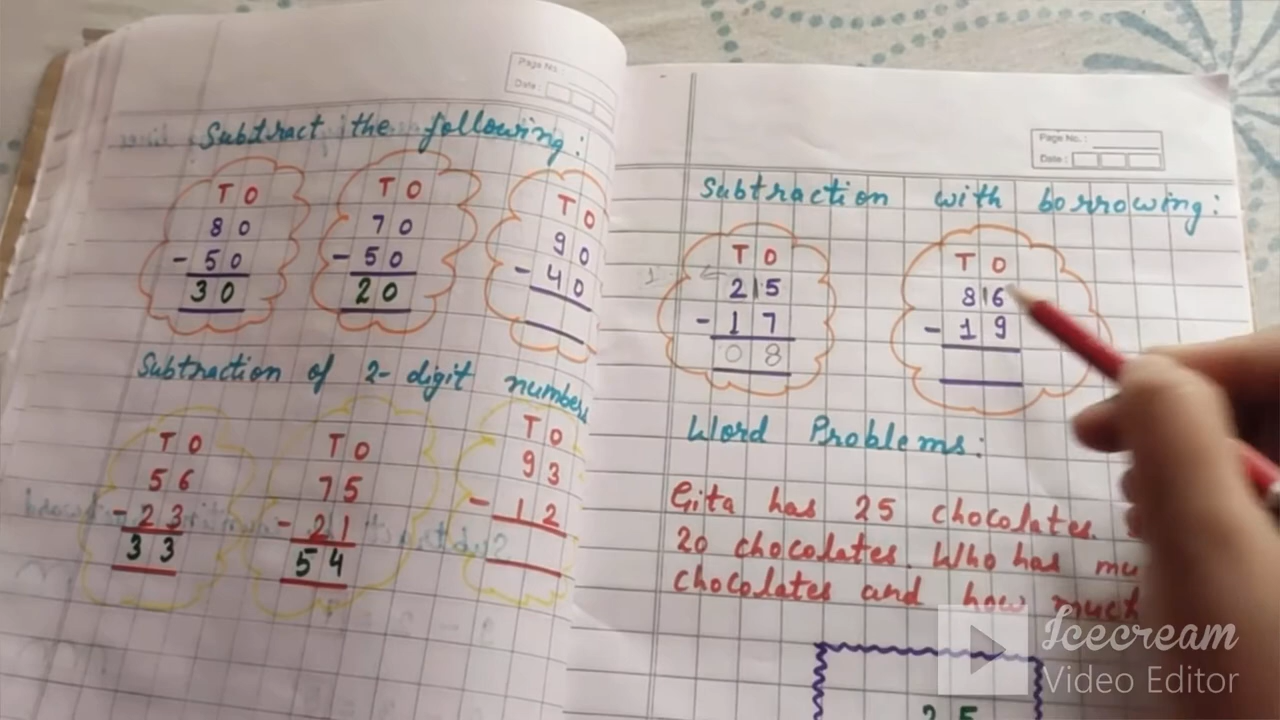 Page No. :
Date :
Subtract the following:
T O
80
- 50
30
T O
70
- 50
20
T O
90
- 40
Subtraction of 2-digit numbers
T O
56
- 23
33
T O
75
- 21
54
T O
93
- 12
Page No. :
Date :
Subtraction with borrowing:
T O
1 2 15
- 1 7
0 8
T O
8 16
- 1 9
Word Problems:
Gita has 25 chocolates.
20 chocolates. Who has mu
chocolates and how much
25
Icecream
Video Editor